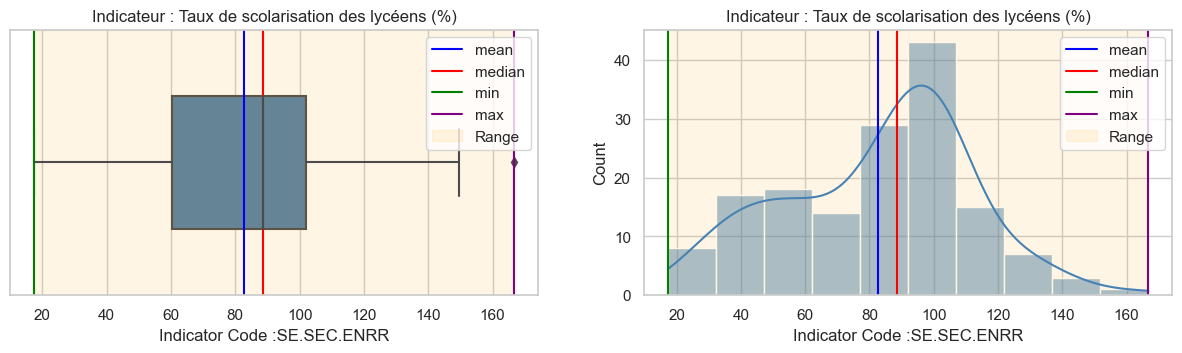 Indicateur : Taux de scolarisation des lycéens (%)
mean
median
min
max
Range
20 40 60 80 100 120 140 160
Indicator Code :SE.SEC.ENRR
Indicateur : Taux de scolarisation des lycéens (%)
mean
median
min
max
Range
Count
40
30
20
10
0
20 40 60 80 100 120 140 160
Indicator Code :SE.SEC.ENRR